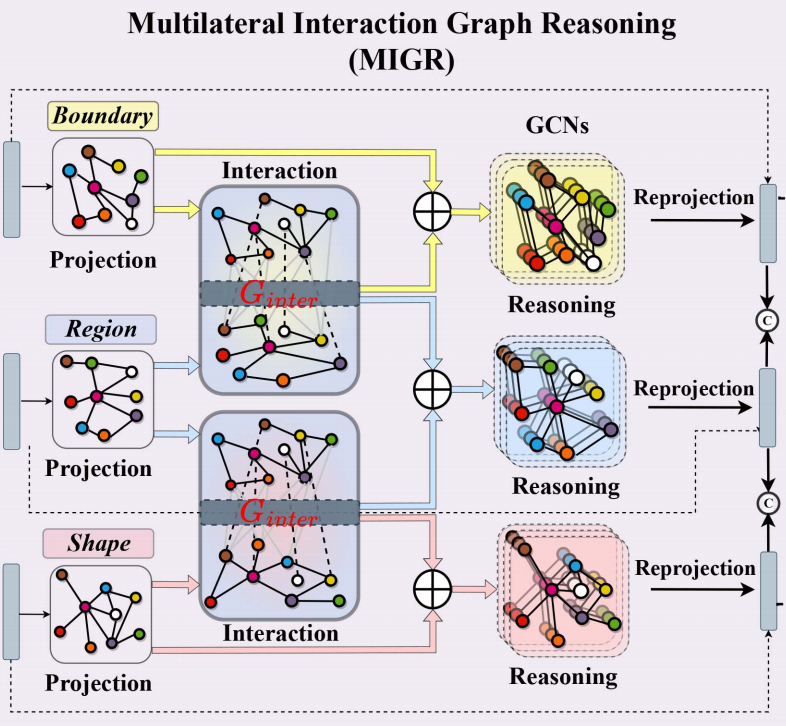 Multilateral Interaction Graph Reasoning
(MIGR)
Boundary
Projection
Interaction
GCNs
Reprojection
Reasoning
G_inter
C
Region
Projection
Reprojection
Reasoning
G_inter
C
Shape
Projection
Interaction
Reprojection
Reasoning